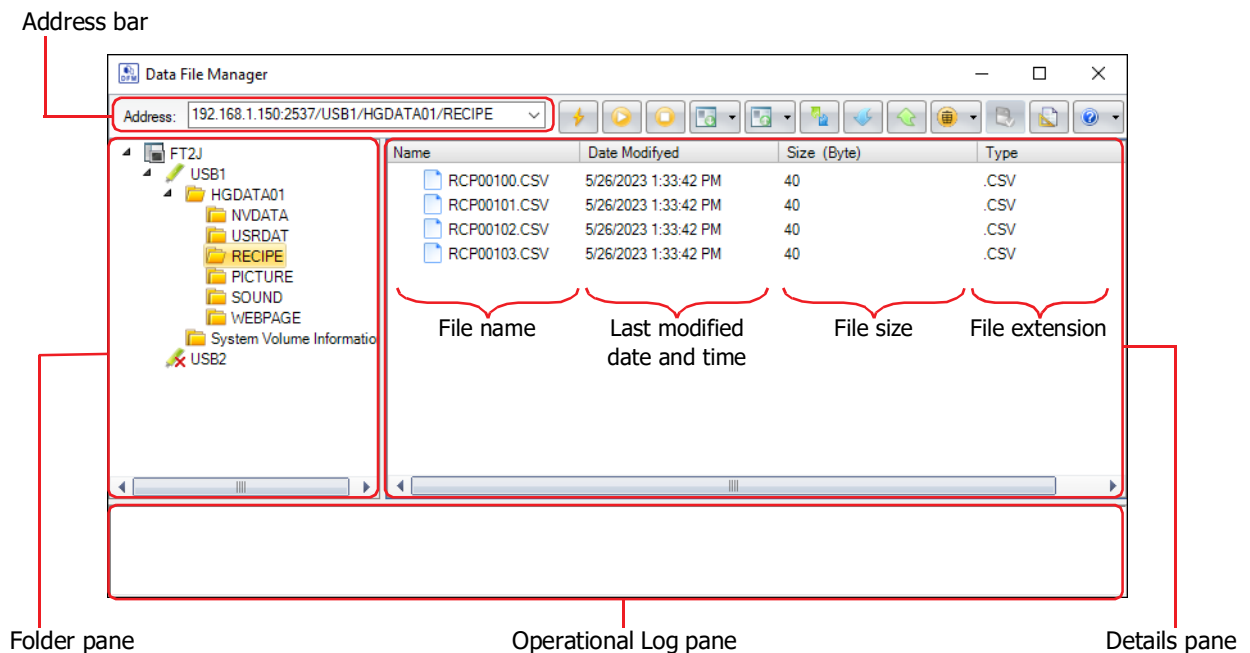 Address bar
DFM
Data File Manager
Address: 192.168.1.150:2537/USB1/HGDATA01/RECIPE
FT2J
USB1
HGDATA01
NVDATA
USRDAT
RECIPE
PICTURE
SOUND
WEBPAGE
System Volume Informatio
USB2
Name Date Modifyed Size (Byte) Type
RCP00100.CSV 5/26/2023 1:33:42 PM 40 .CSV
RCP00101.CSV 5/26/2023 1:33:42 PM 40 .CSV
RCP00102.CSV 5/26/2023 1:33:42 PM 40 .CSV
RCP00103.CSV 5/26/2023 1:33:42 PM 40 .CSV
File name
Last modified
date and time
File size
File extension
Folder pane
Operational Log pane
Details pane